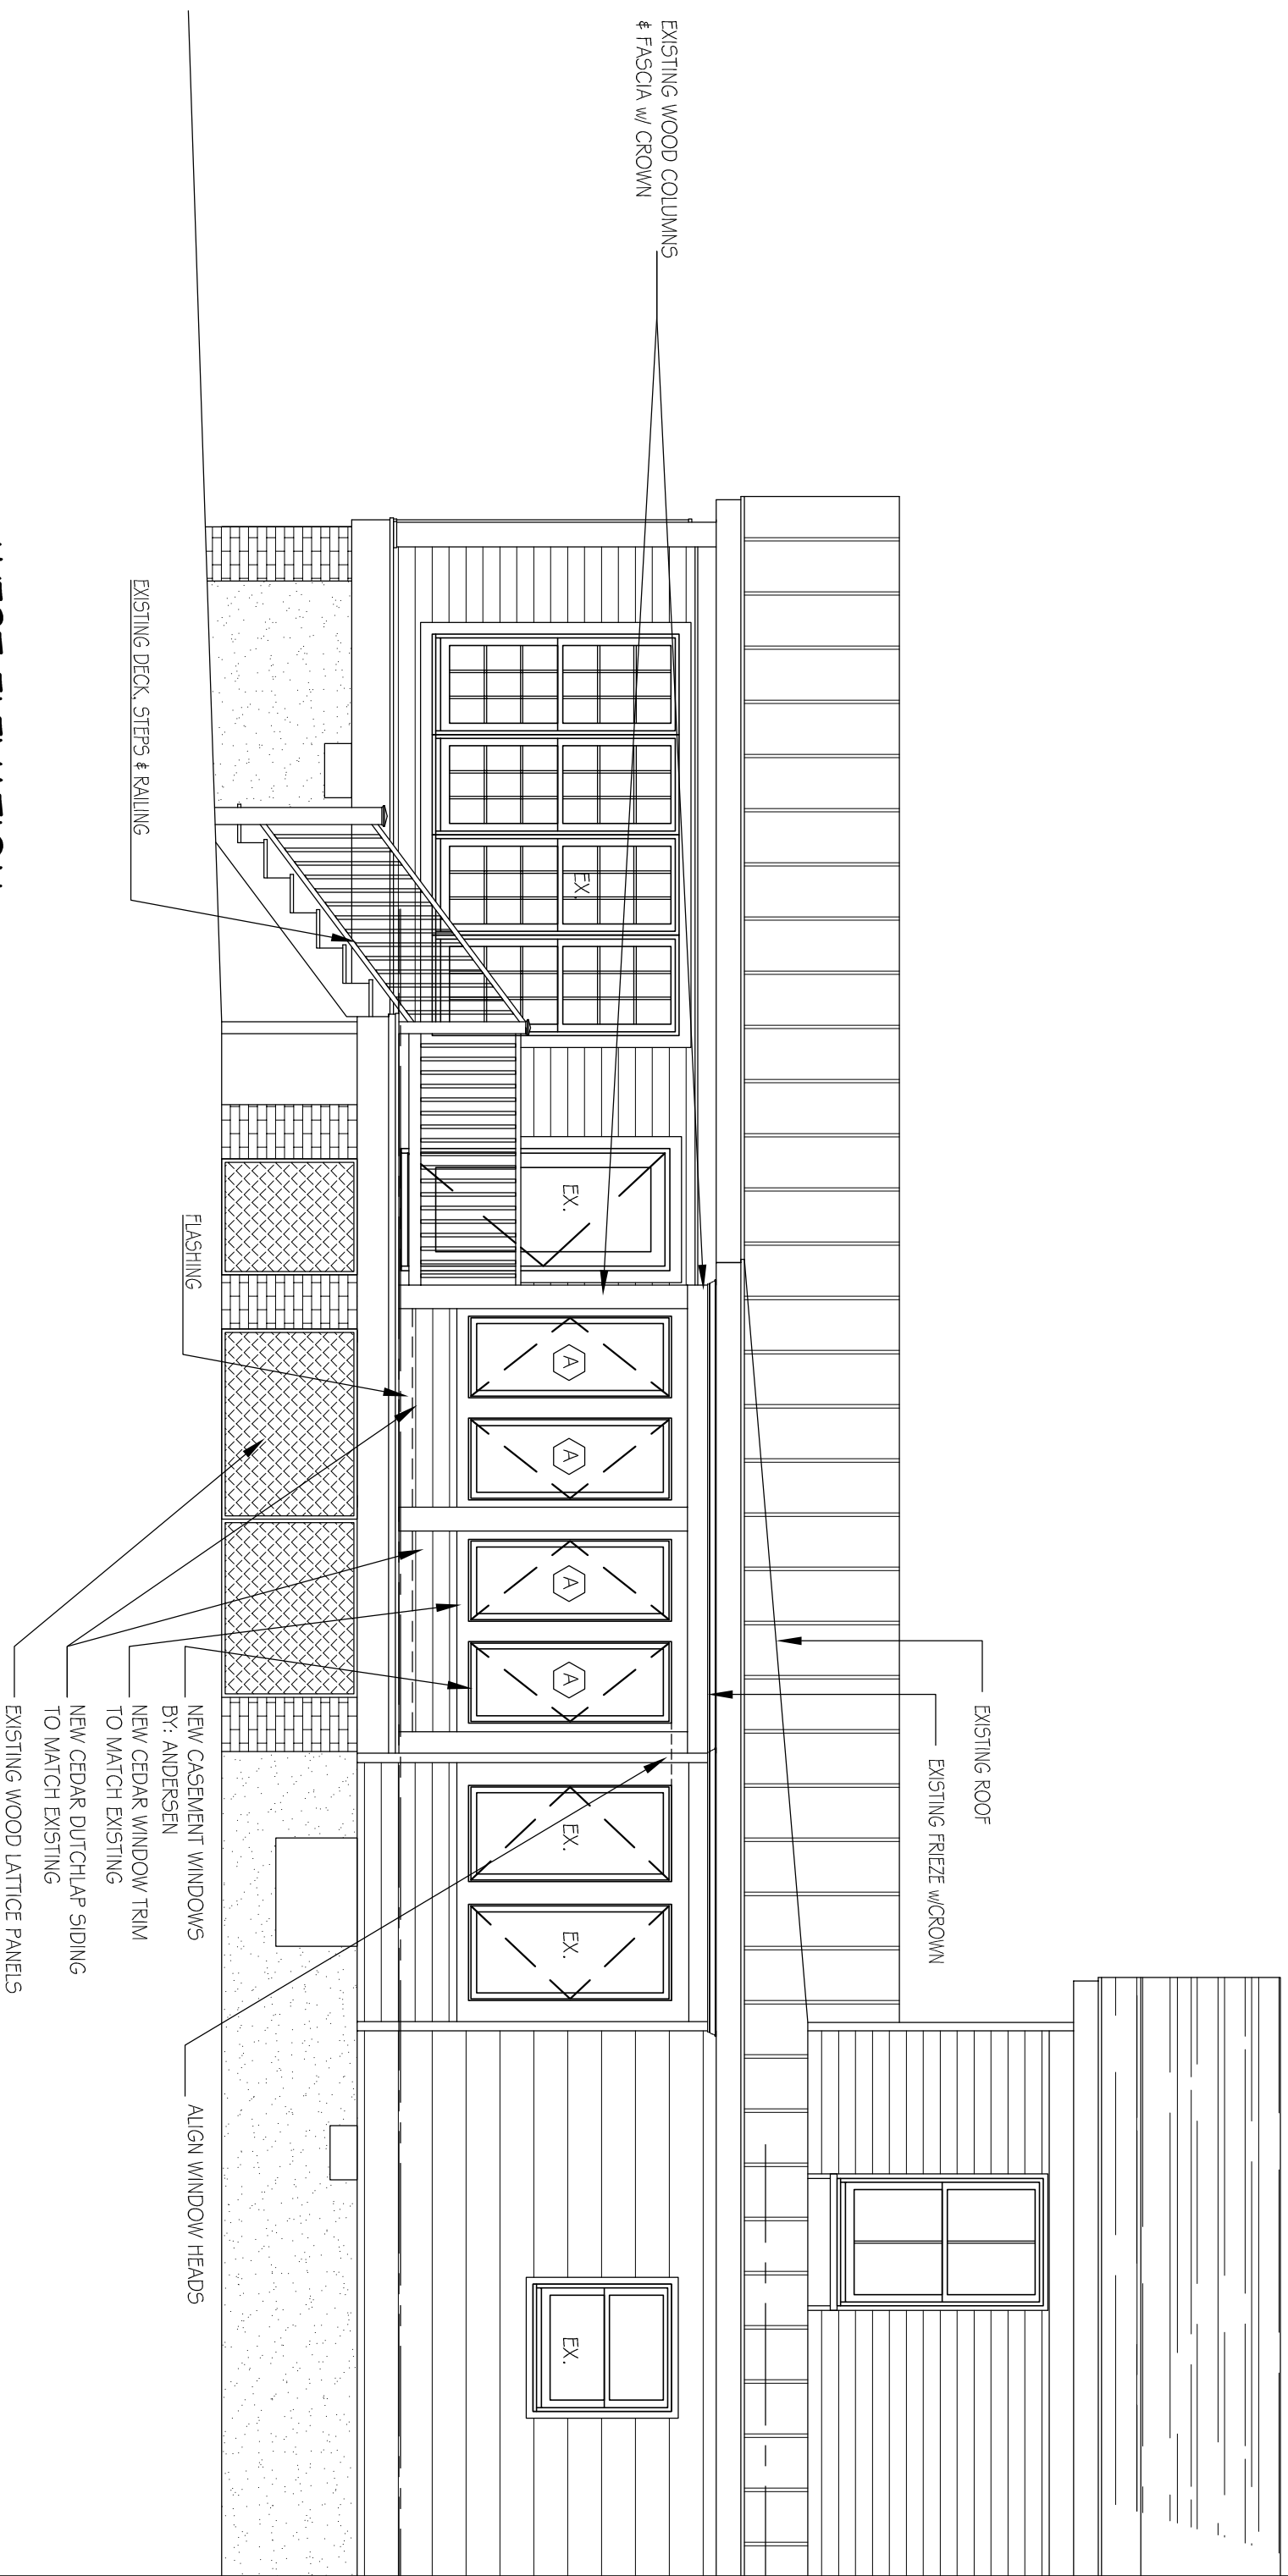 EXISTING WOOD COLUMNS
& FASCIA w/ CROWN
EXISTING ROOF
EXISTING FRIEZE w/CROWN
EX.
EX.
A
A
A
A
EX.
EX.
EX.
EXISTING DECK, STEPS & RAILING
FLASHING
ALIGN WINDOW HEADS
NEW CASEMENT WINDOWS
BY: ANDERSEN
NEW CEDAR WINDOW TRIM
TO MATCH EXISTING
NEW CEDAR DUTCHLAP SIDING
TO MATCH EXISTING
EXISTING WOOD LATTICE PANELS